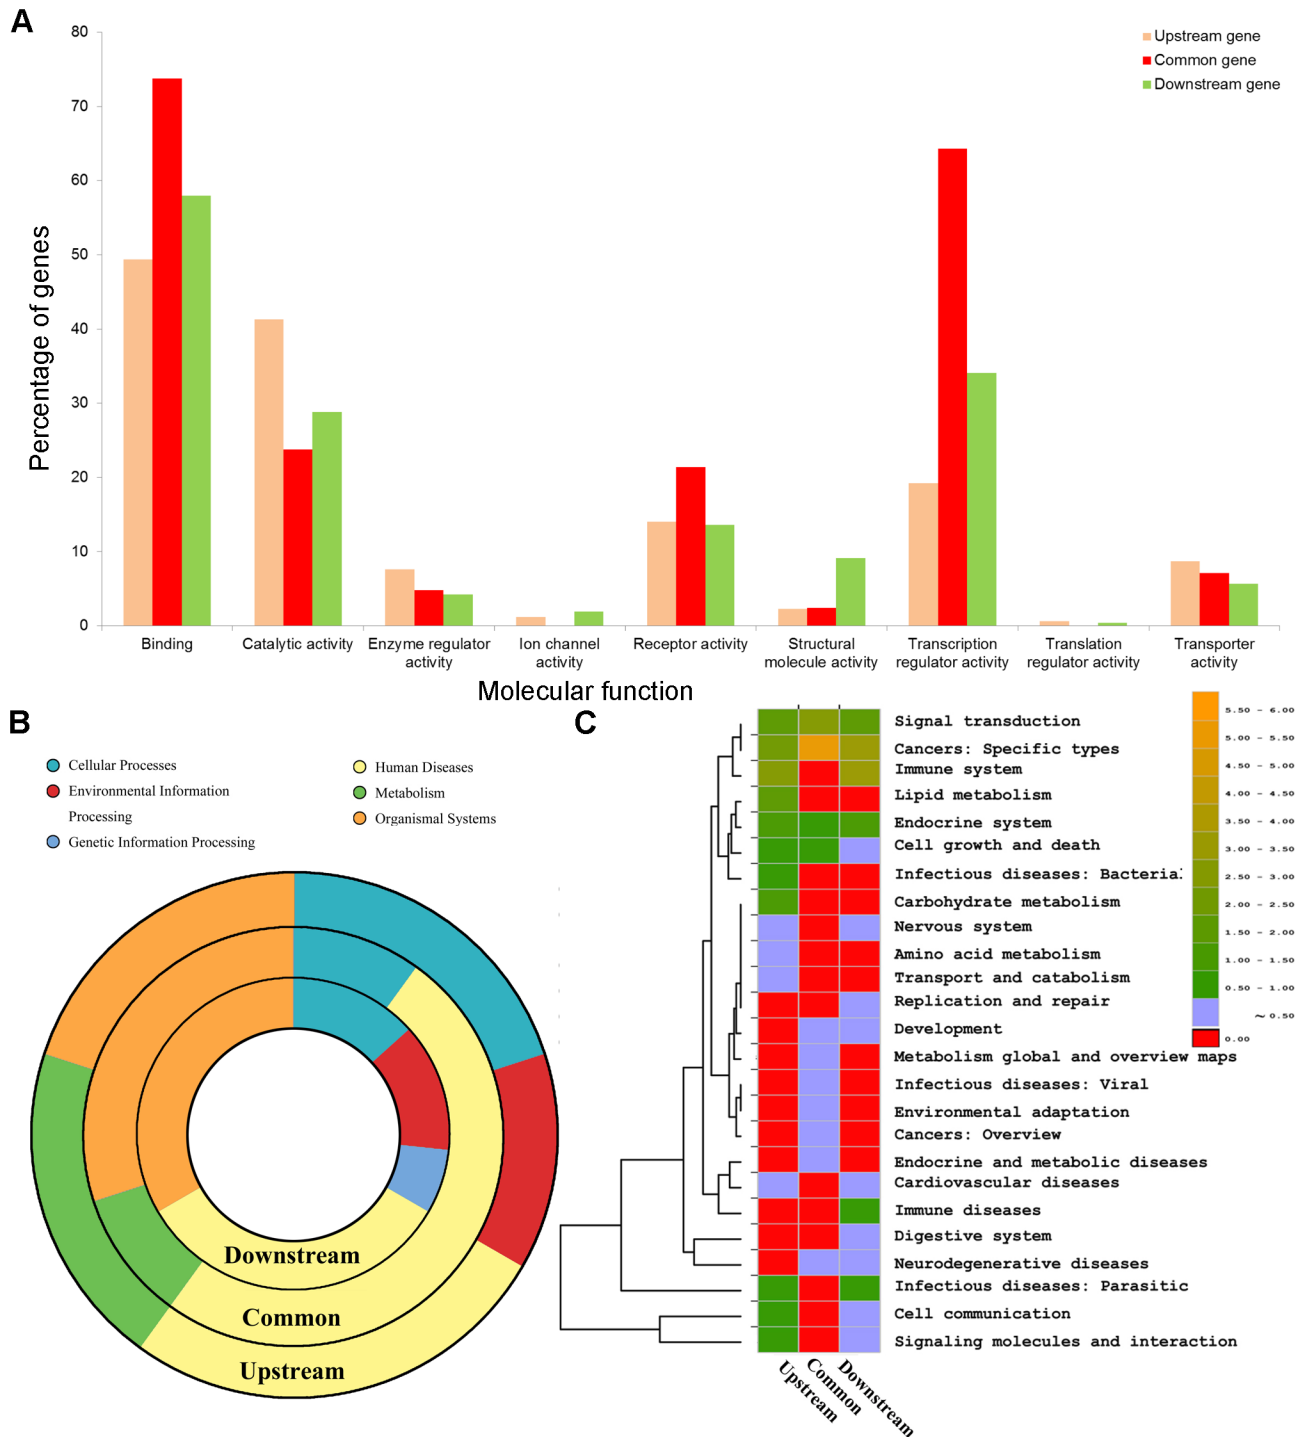 A
80
70
60
50
40
30
20
10
0
Percentage of genes
Upstream gene
Common gene
Downstream gene
Binding
Catalytic activity
Enzyme regulator
activity
Ion channel
activity
Receptor activity
Structural
molecule activity
Transcription
regulator activity
Translation
regulator activity
Transporter
activity
Molecular function
B
Cellular Processes
Environmental Information
Processing
Genetic Information Processing
Human Diseases
Metabolism
Organismal Systems
Downstream
Common
Upstream
C
Signal transduction
Cancers: Specific types
Immune system
Lipid metabolism
Endocrine system
Cell growth and death
Infectious diseases: Bacterial
Carbohydrate metabolism
Nervous system
Amino acid metabolism
Transport and catabolism
Replication and repair
Development
Metabolism global and overview maps
Infectious diseases: Viral
Environmental adaptation
Cancers: Overview
Endocrine and metabolic diseases
Cardiovascular diseases
Immune diseases
Digestive system
Neurodegenerative diseases
Infectious diseases: Parasitic
Cell communication
Signaling molecules and interaction
Upstream
Common
Downstream
5.50 - 6.00
5.00 - 5.50
4.50 - 5.00
4.00 - 4.50
3.50 - 4.00
3.00 - 3.50
2.50 - 3.00
2.00 - 2.50
1.50 - 2.00
1.00 - 1.50
0.50 - 1.00
~ 0.50
0.00